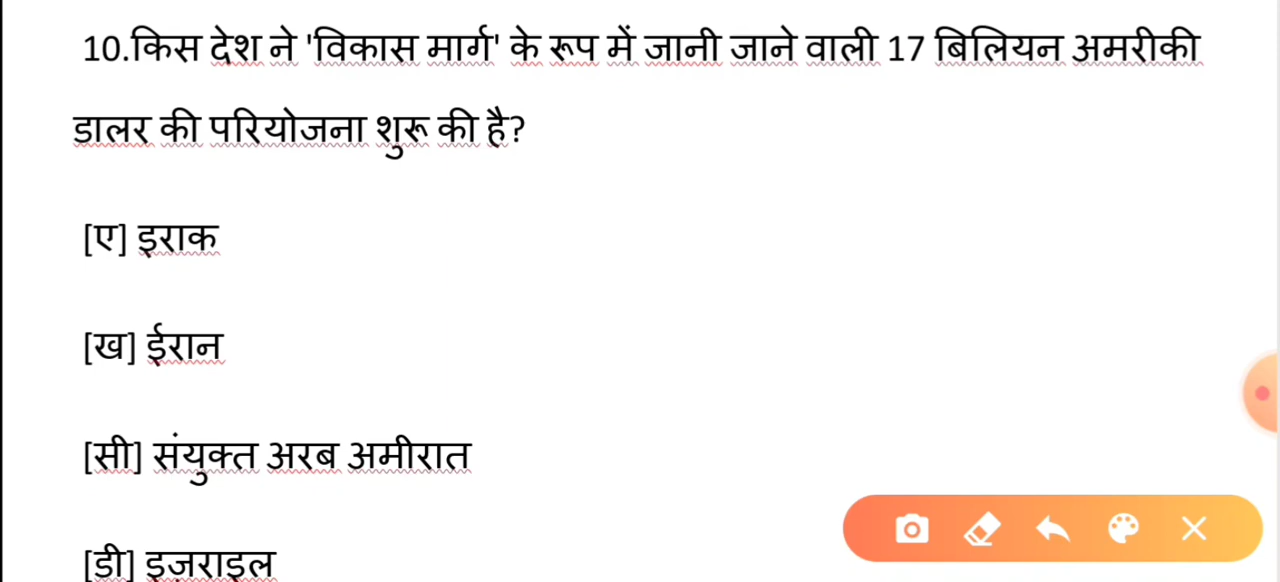 10.किस देश ने 'विकास मार्ग' के रूप में जानी जाने वाली 17 बिलियन अमरीकी
डालर की परियोजना शुरू की है?
[ए] इराक
[ख] ईरान
[सी] संयुक्त अरब अमीरात
[डी] इज़राइल